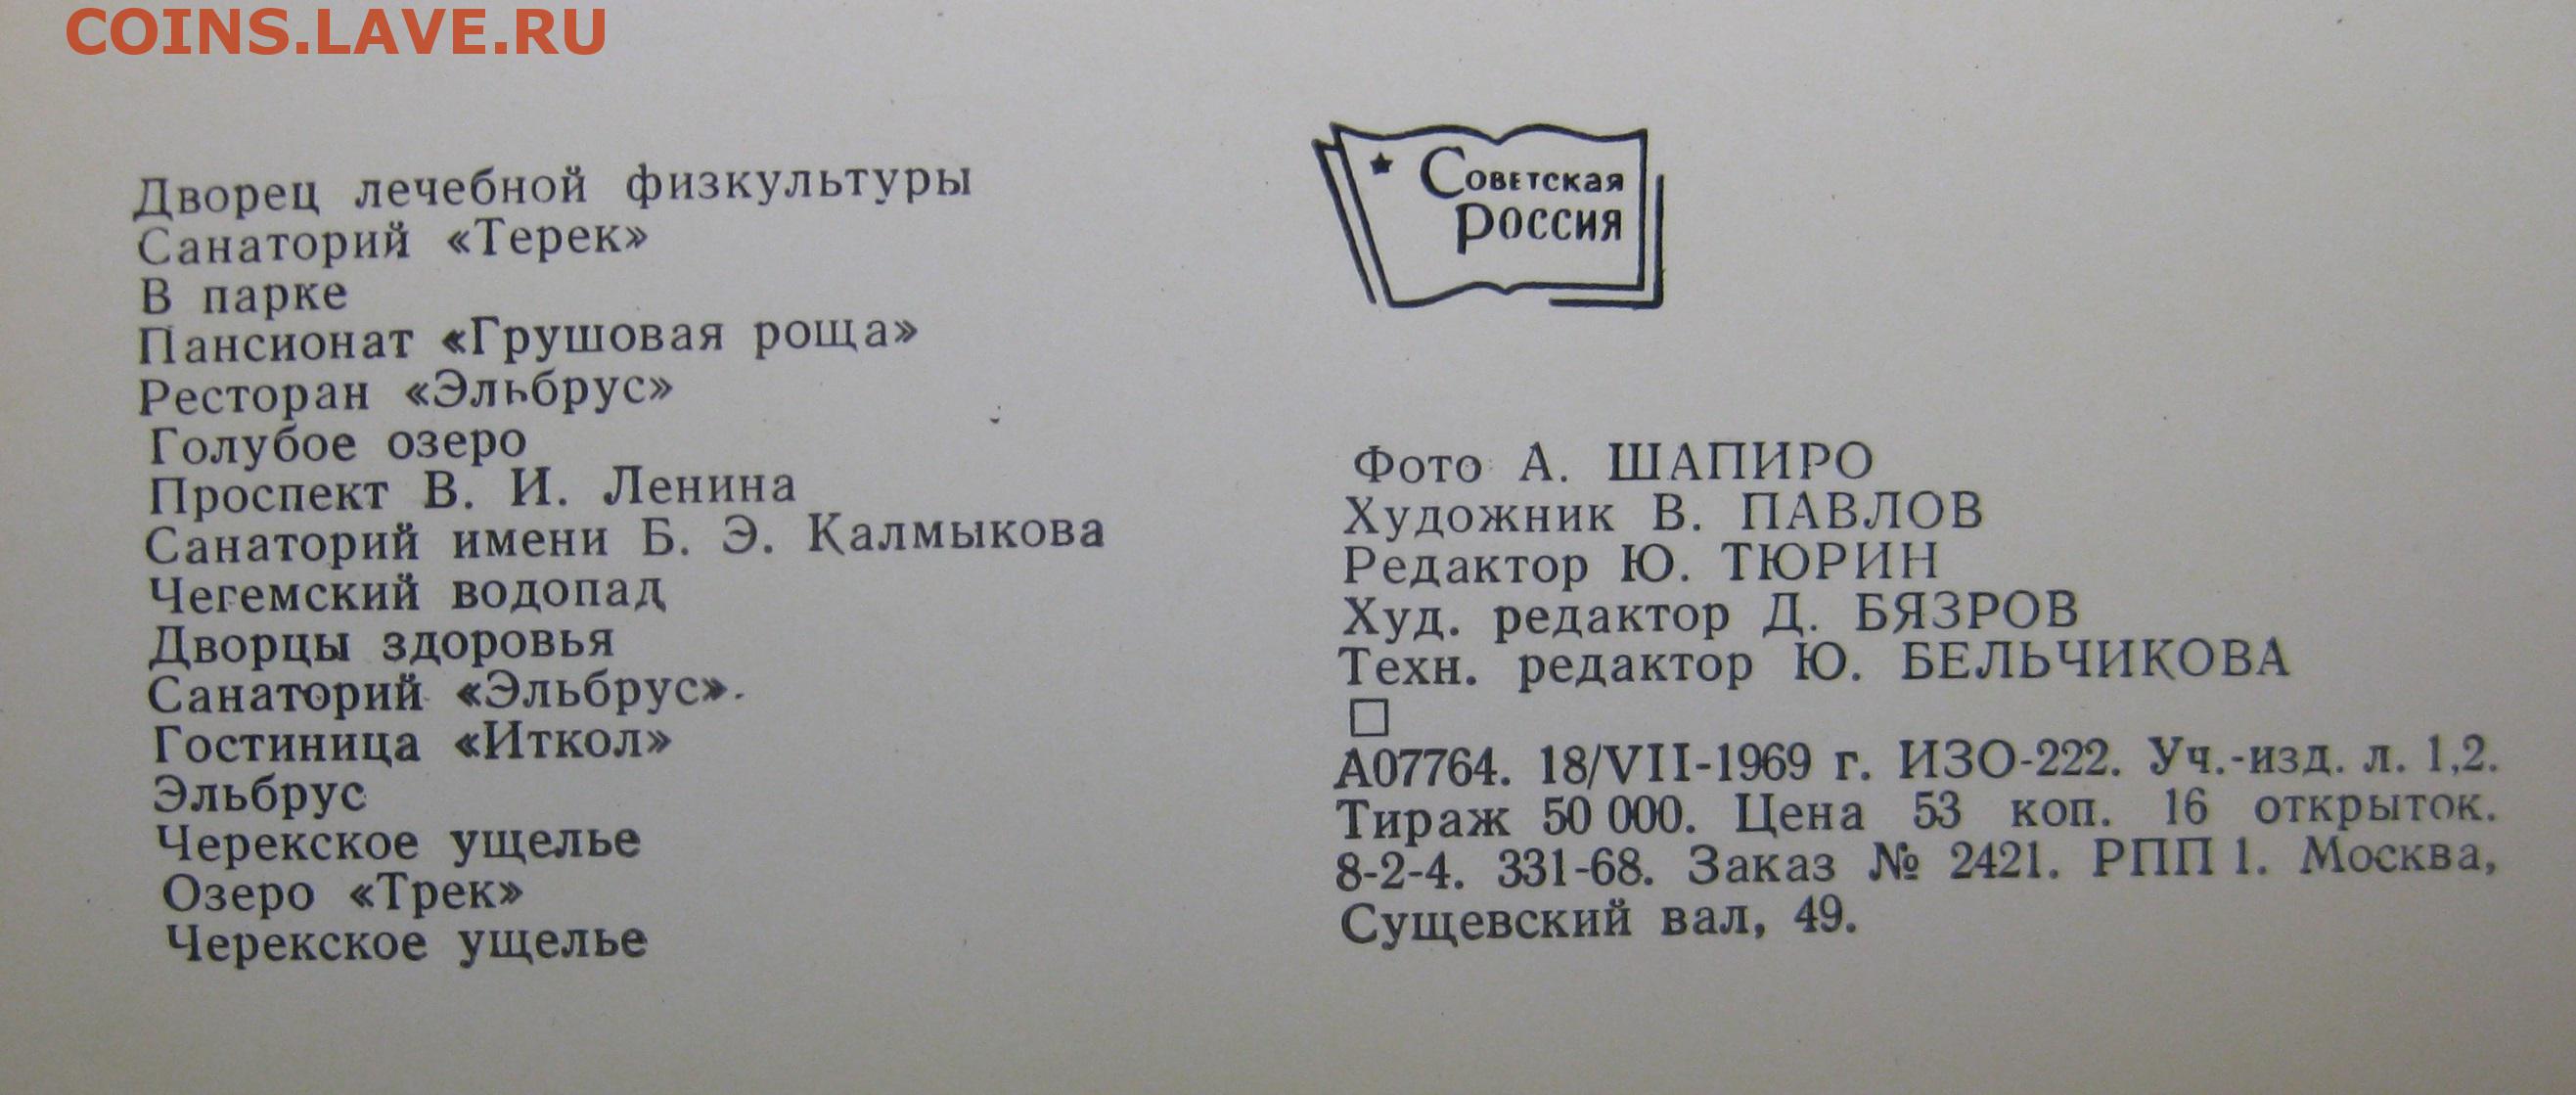 COINS.LAVE.RU
Дворец лечебной физкультуры
Санаторий «Терек»
В парке
Пансионат «Грушовая роща»
Ресторан «Эльбрус»
Голубое озеро
Проспект В. И. Ленина
Санаторий имени Б. Э. Калмыкова
Чегемский водопад
Дворцы здоровья
Санаторий «Эльбрус».
Гостиница «Иткол»
Эльбрус
Черекское ущелье
Озеро «Трек»
Черекское ущелье
Советская
Россия
Фото А. ШАПИРО
Художник В. ПАВЛОВ
Редактор Ю. ТЮРИН
Худ. редактор Д. БЯЗРОВ
Техн. редактор Ю. БЕЛЬЧИКОВА
А07764. 18/VII-1969 г. ИЗО-222. Уч.-изд. л. 1,2.
Тираж 50 000. Цена 53 коп. 16 открыток.
8-2-4. 331-68. Заказ № 2421. РПП 1. Москва,
Сущевский вал, 49.